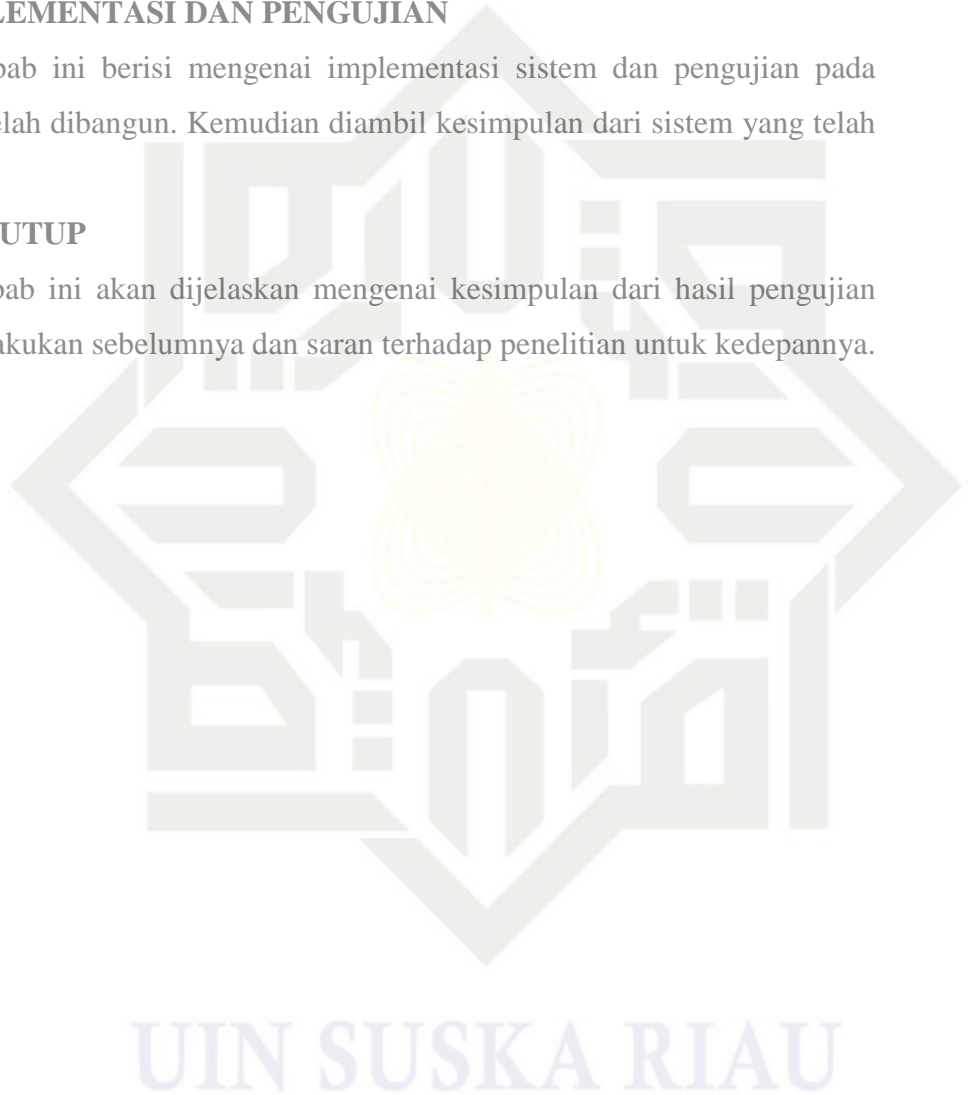 LEMENTASI DAN PENGUJIAN
bab ini berisi mengenai implementasi sistem dan pengujian pada
elah dibangun. Kemudian diambil kesimpulan dari sistem yang telah
UTUP
bab ini akan dijelaskan mengenai kesimpulan dari hasil pengujian
akukan sebelumnya dan saran terhadap penelitian untuk kedepannya.
UIN SUSKA RIAU